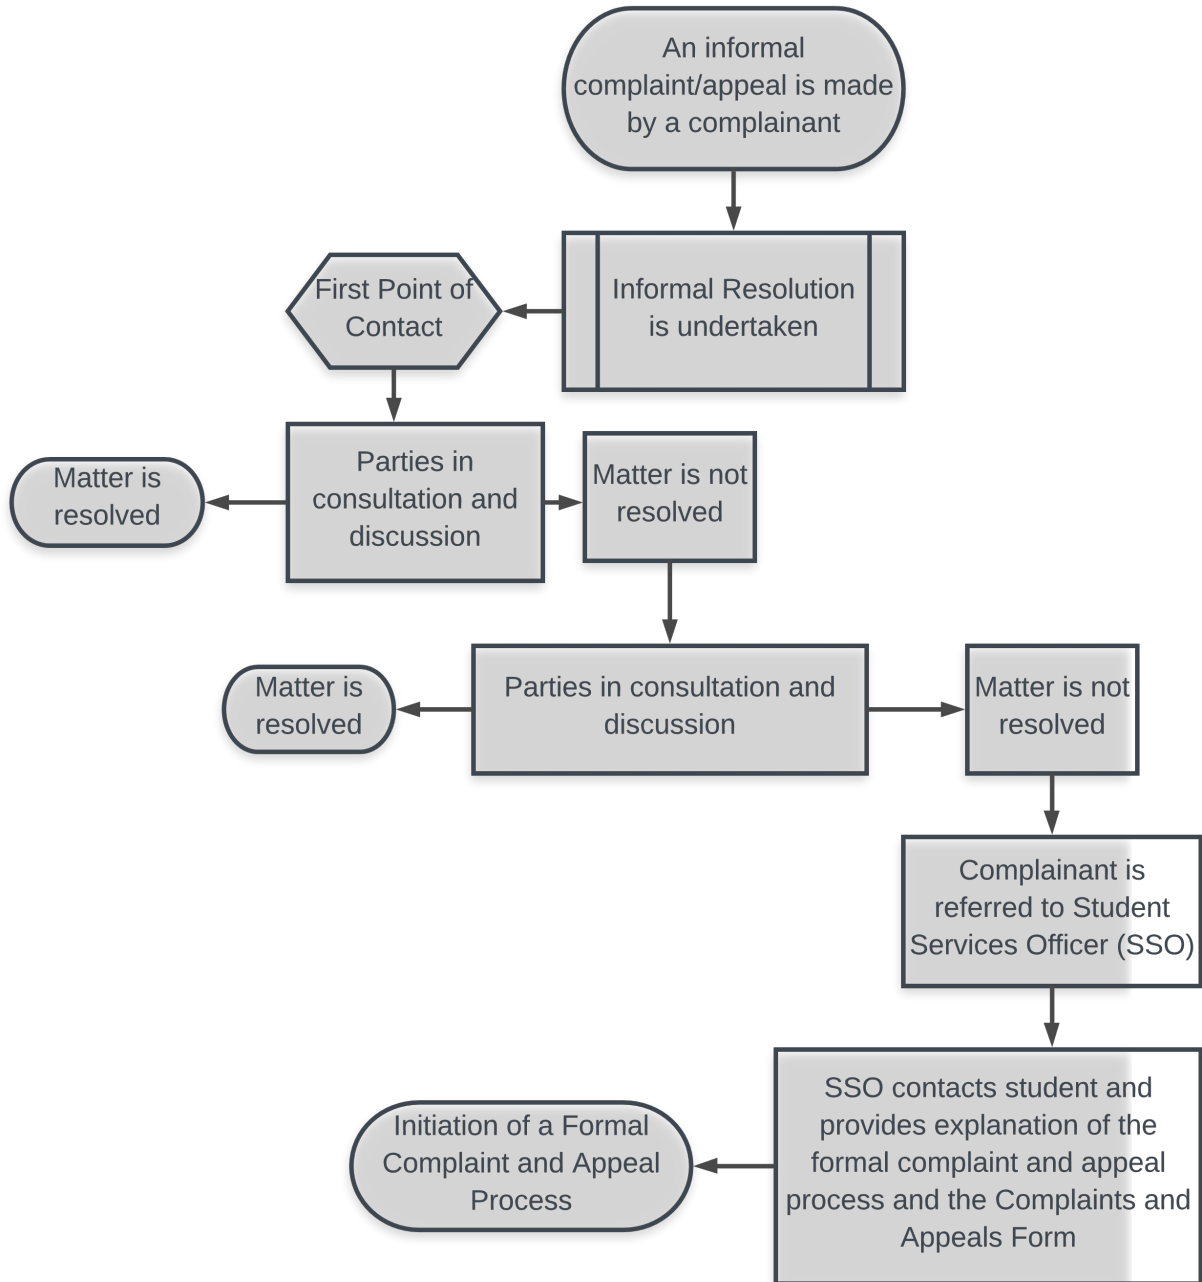 An informal
complaint/appeal is made
by a complainant
Informal Resolution
is undertaken
First Point of
Contact
Parties in
consultation and
discussion
Matter is
resolved
Matter is not
resolved
Parties in consultation and
discussion
Matter is
resolved
Matter is not
resolved
Complainant is
referred to Student
Services Officer (SSO)
SSO contacts student and
provides explanation of the
formal complaint and appeal
process and the Complaints and
Appeals Form
Initiation of a Formal
Complaint and Appeal
Process